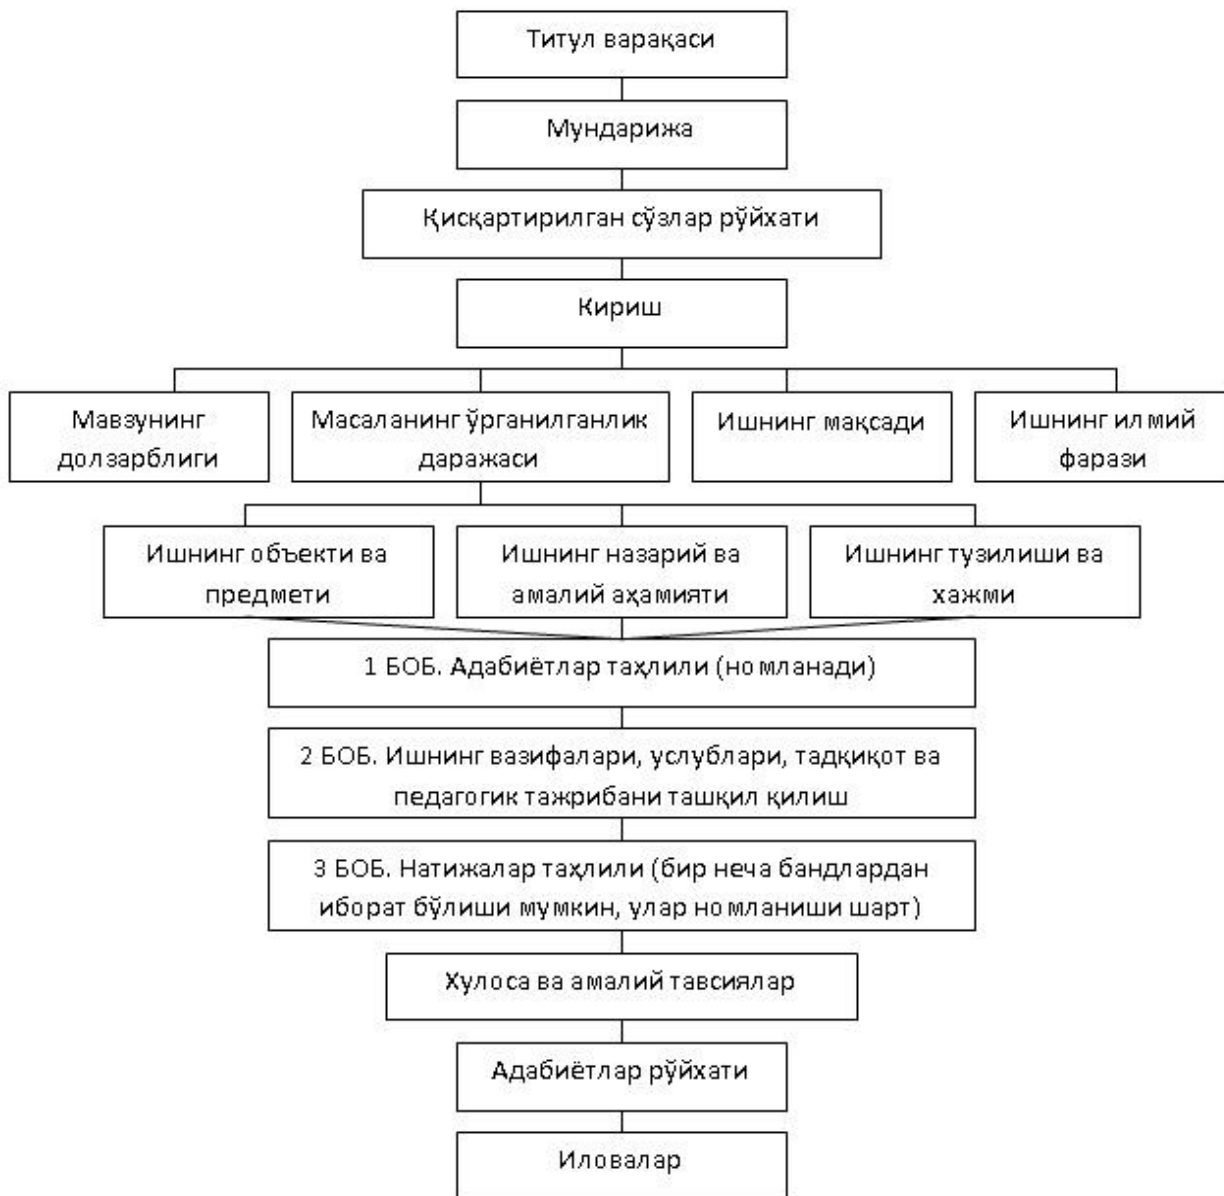 Титул варақаси
Мундарижа
Қисқартирилган сўзлар рўйхати
Кириш
Мавзунинг
долзарблиги
Масаланинг ўрганилганлик
даражаси
Ишнинг мақсади
Ишнинг илмий
фарази
Ишнинг объекти ва
предмети
Ишнинг назарий ва
амалий аҳамияти
Ишнинг тузилиши ва
хажми
1 БОБ. Адабиётлар таҳлили (номланади)
2 БОБ. Ишнинг вазифалари, услублари, тадқиқот ва
педагогик тажрибани ташқил қилиш
3 БОБ. Натижалар таҳлили (бир неча бандлардан
иборат бўлиши мумкин, улар номланиши шарт)
Хулоса ва амалий тавсиялар
Адабиётлар рўйхати
Иловалар